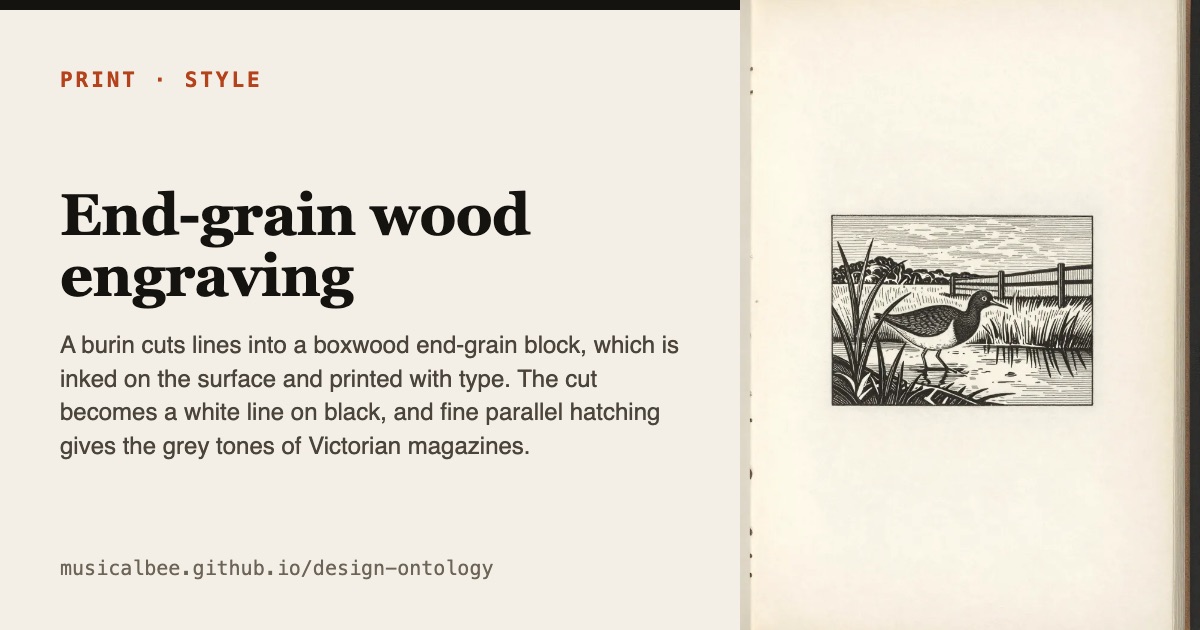 PRINT · STYLE
End-grain wood
engraving
A burin cuts lines into a boxwood end-grain block, which is
inked on the surface and printed with type. The cut
becomes a white line on black, and fine parallel hatching
gives the grey tones of Victorian magazines.
musicalbee.github.io/design-ontology